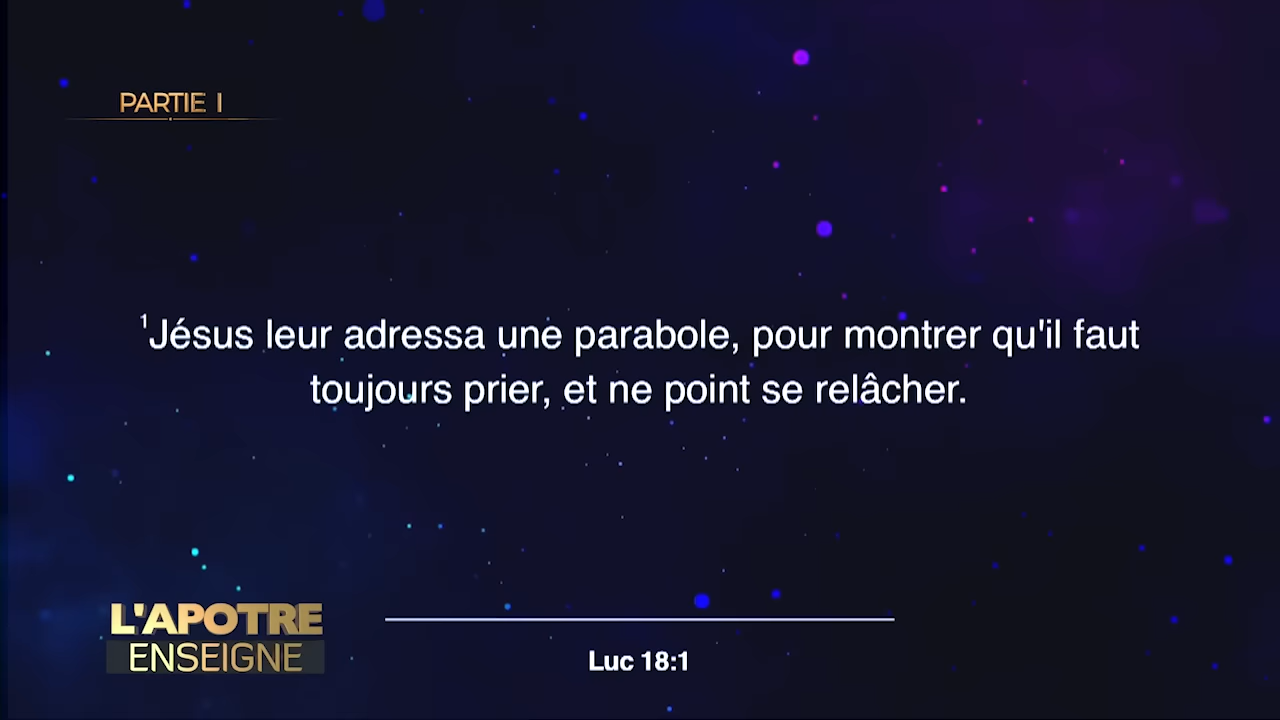 PARTIE I
¹Jésus leur adressa une parabole, pour montrer qu'il faut
toujours prier, et ne point se relâcher.
L'APOTRE
ENSEIGNE
Luc 18:1